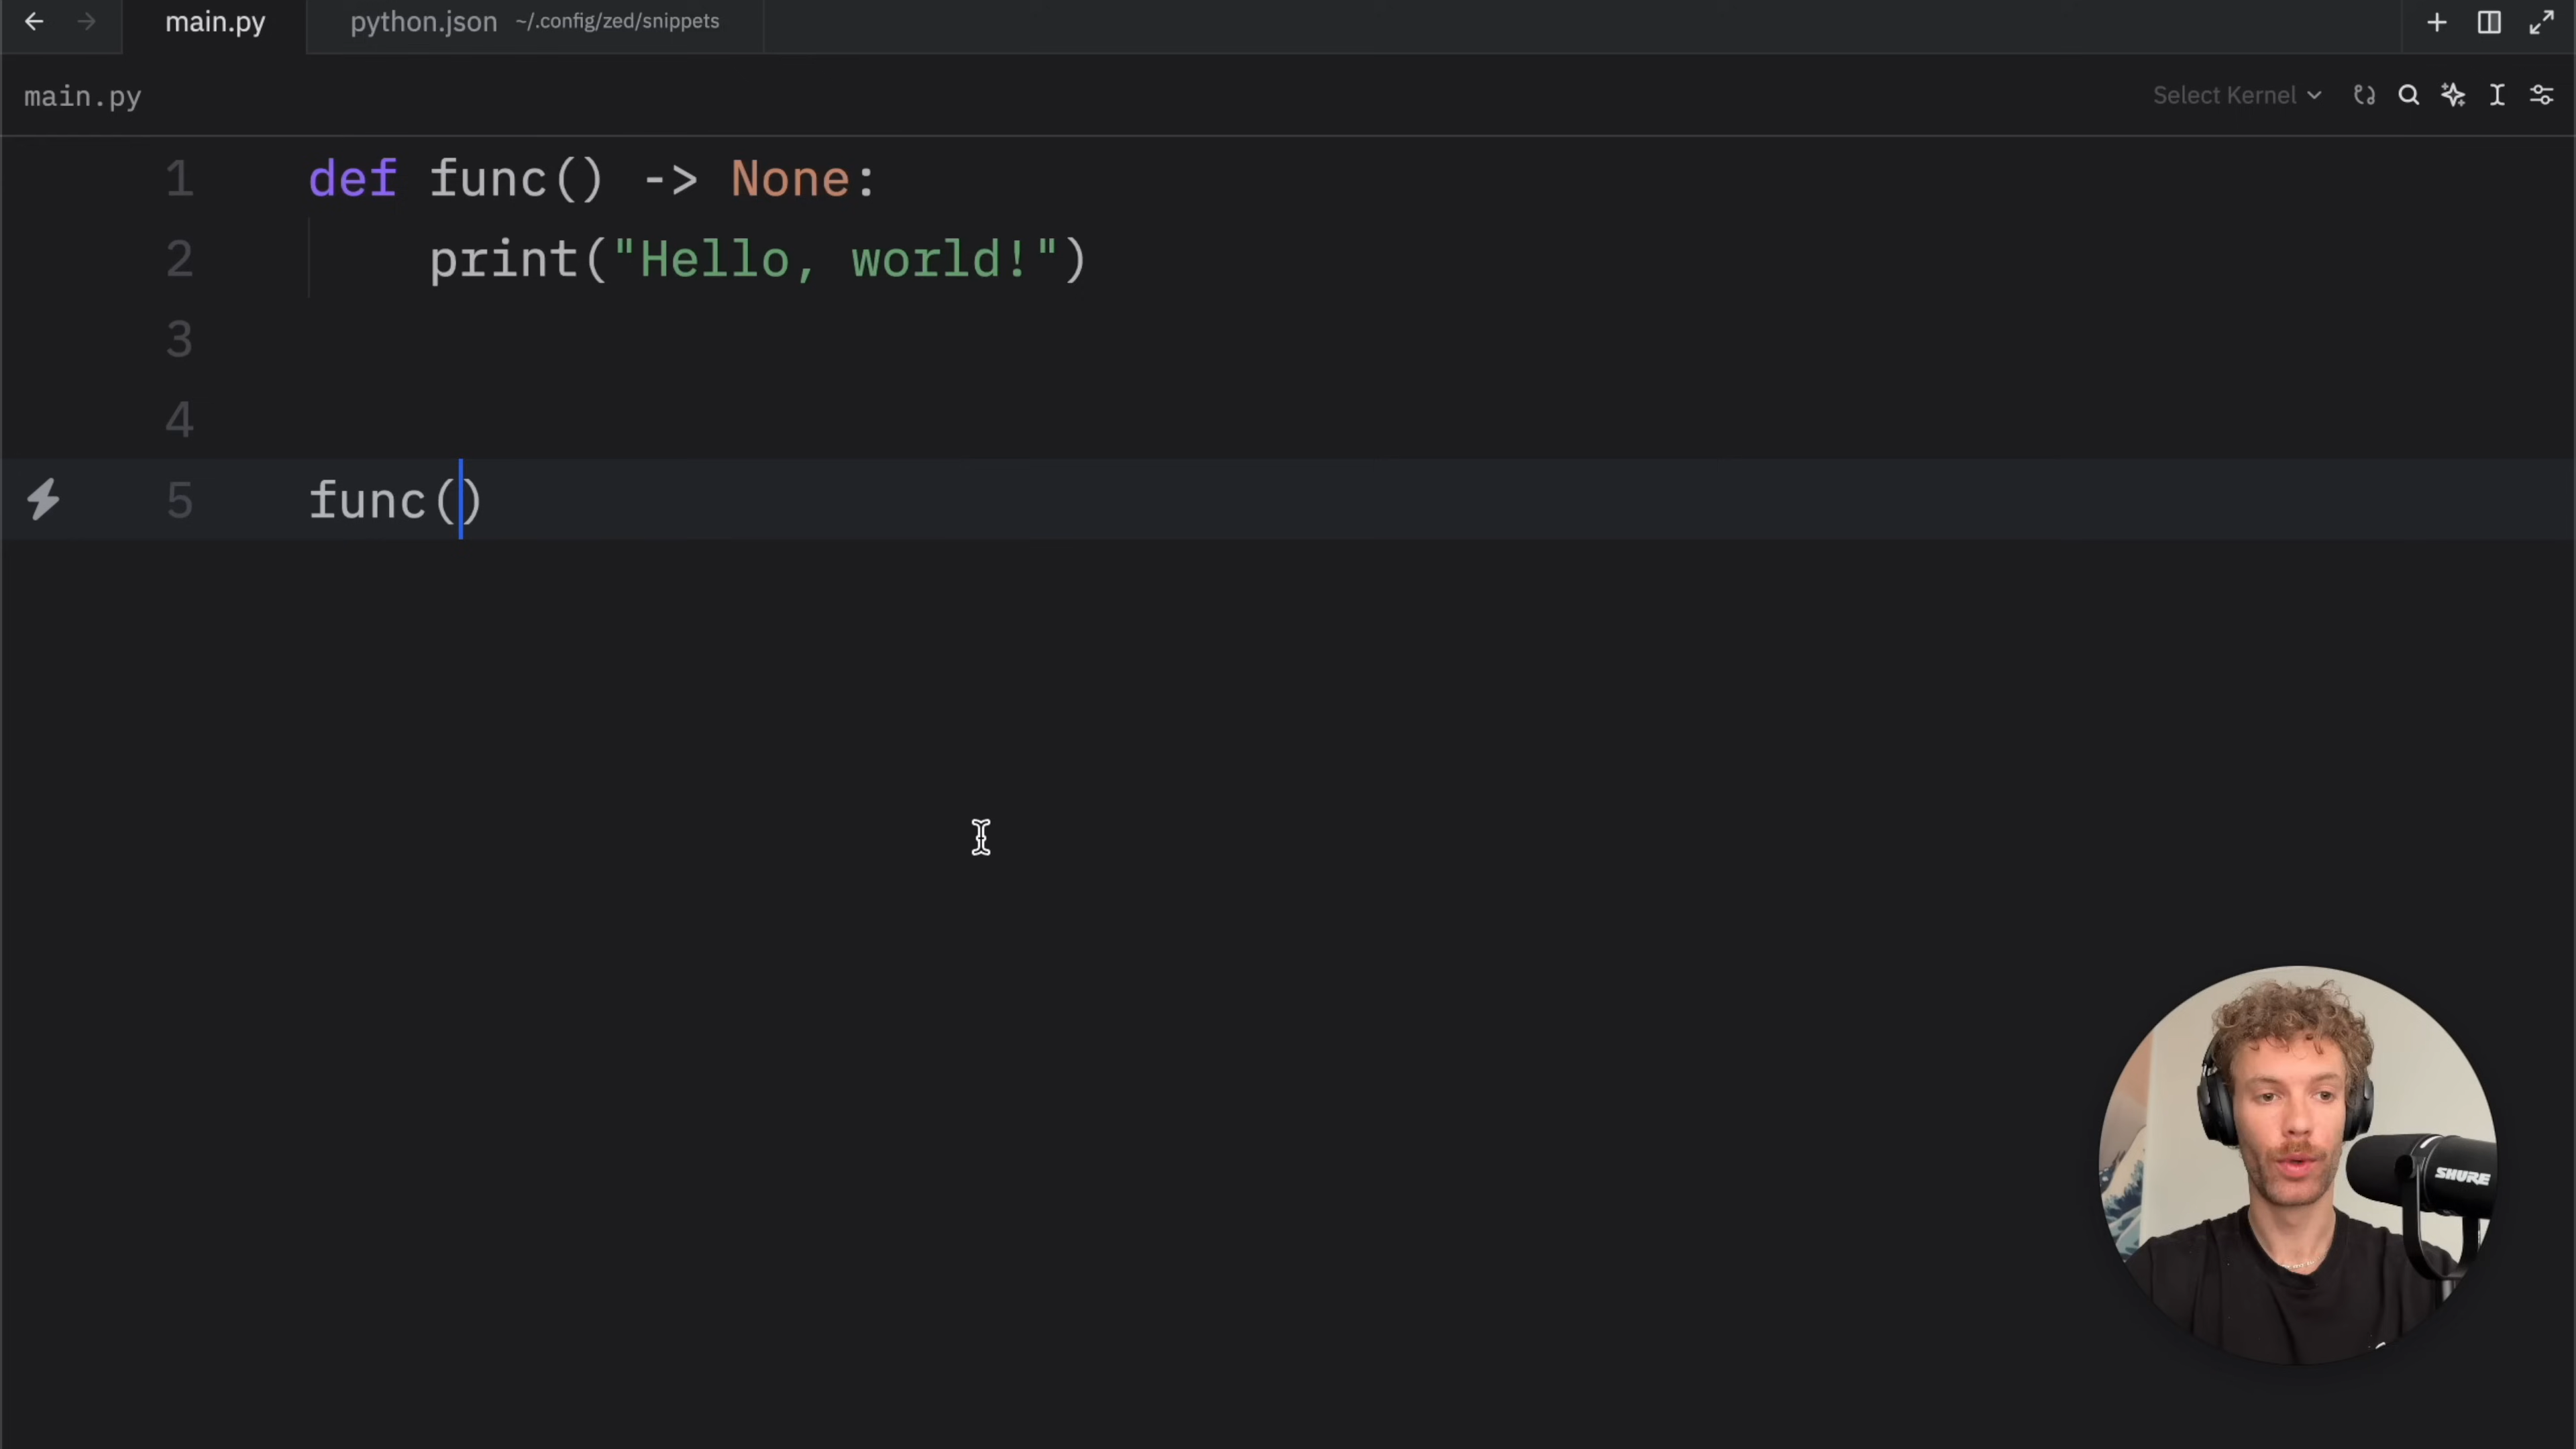 main.py
python.json ~/.config/zed/snippets
main.py
Select Kernel
1 def func() -> None:
2     print("Hello, world!")
3
4
5 func()
SHURE